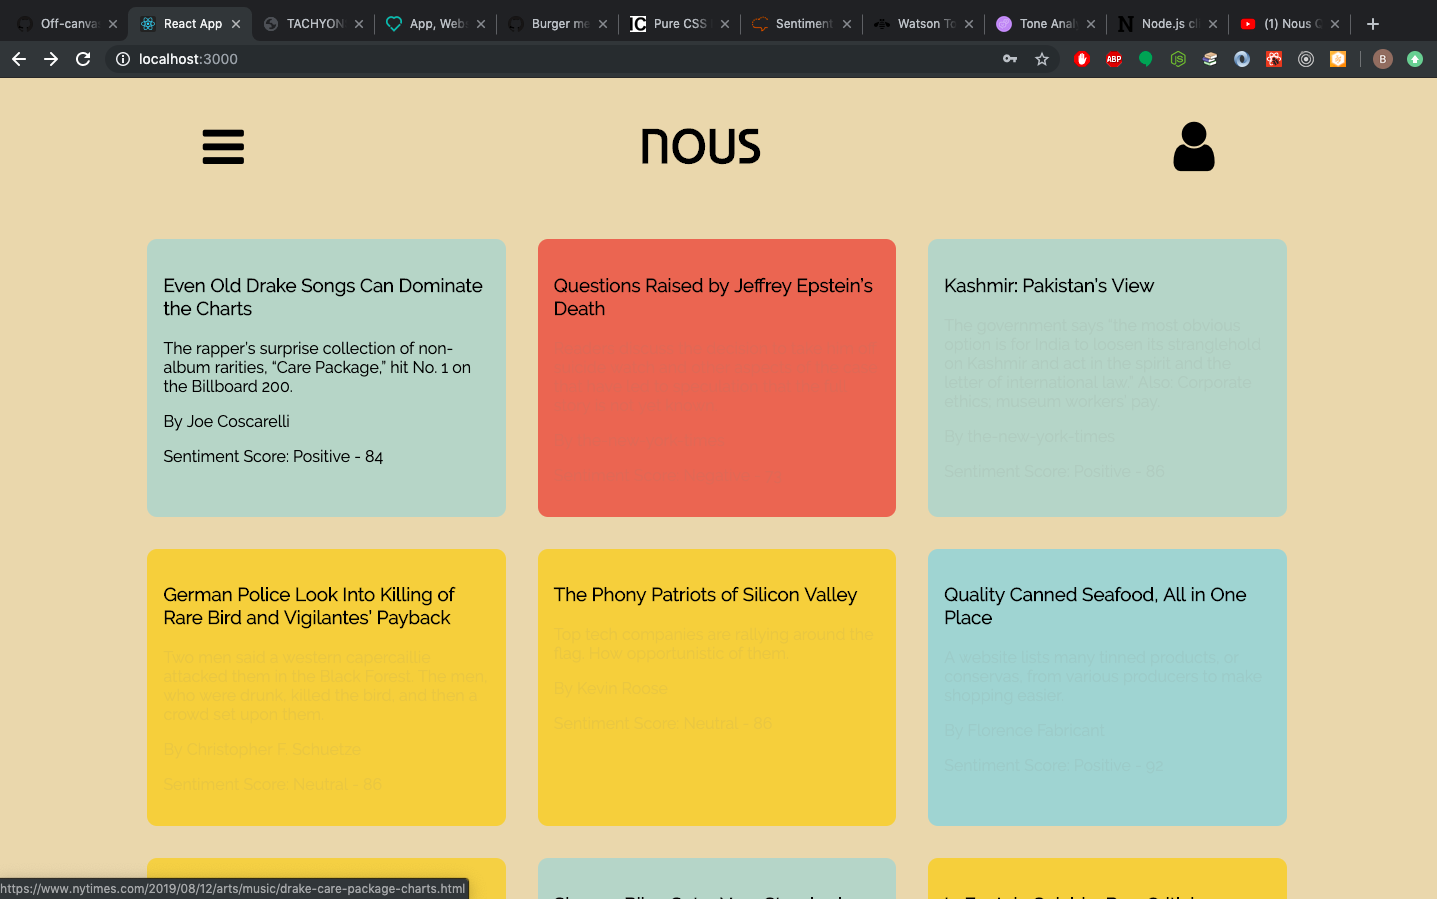 Off-canva
React App
TACHYON
App, Web
Burger me
Pure CSS
Sentiment
Watson To
Tone Anal
Node.js cl
(1) Nous C
localhost:3000
ABP
B
nous
Even Old Drake Songs Can Dominate
the Charts
The rapper's surprise collection of non-
album rarities, “Care Package,” hit No. 1 on
the Billboard 200.
By Joe Coscarelli
Sentiment Score: Positive - 84
Questions Raised by Jeffrey Epstein's
Death
Kashmir: Pakistan's View
The government says “the most obvious
option is for India to loosen its stranglehold
on Kashmir and act in the spirit and the
letter of international law.” Also: Corporate
ethics; museum workers' pay.
By the-new-york-times
Sentiment Score: Positive - 86
German Police Look Into Killing of
Rare Bird and Vigilantes' Payback
Two men said a western capercaillie
attacked them in the Black Forest. The men,
who were drunk, killed the bird, and then a
crowd set upon them.
By Christopher F. Schuetze
Sentiment Score: Neutral - 86
The Phony Patriots of Silicon Valley
Top tech companies are rallying around the
flag. How opportunistic of them.
By Kevin Roose
Sentiment Score: Neutral - 86
Quality Canned Seafood, All in One
Place
A website lists many tinned products, or
conservas, from various producers to make
shopping easier.
By Florence Fabricant
Sentiment Score: Positive - 92
https://www.nytimes.com/2019/08/12/arts/music/drake-care-package-charts.html